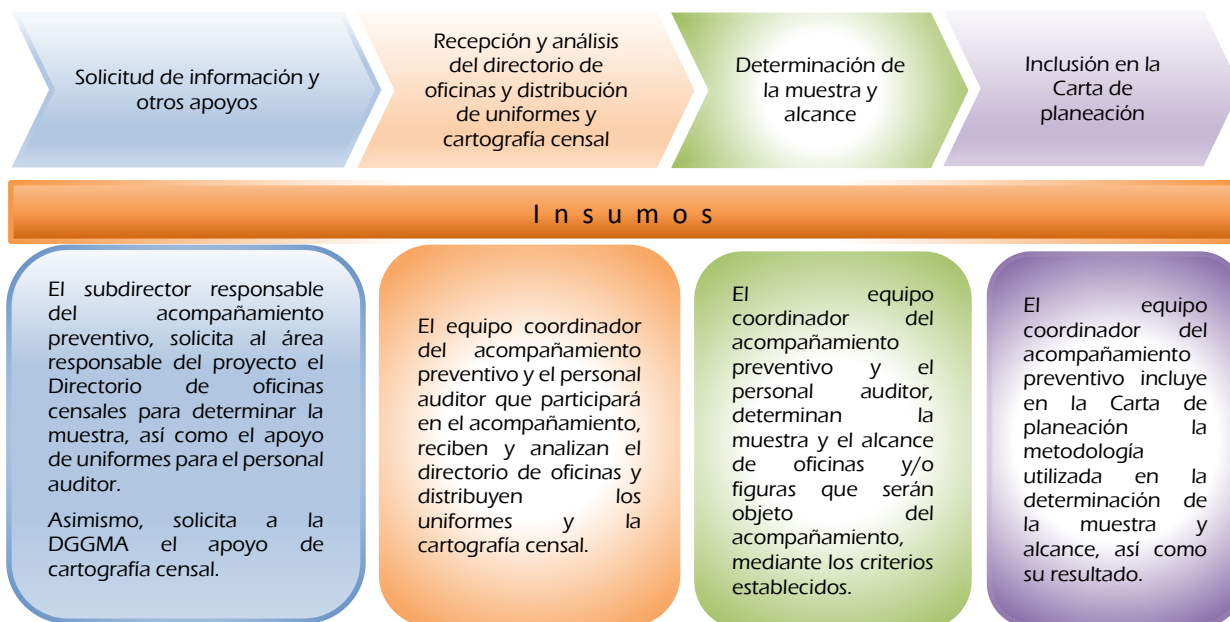 Solicitud de información y
otros apoyos
Recepción y análisis
del directorio de
oficinas y distribución
de uniformes y
cartografía censal
Determinación de
la muestra y
alcance
Inclusión en la
Carta de
planeación
Insumos
El subdirector responsable
del acompañamiento
preventivo, solicita al área
responsable del proyecto el
Directorio de oficinas
censales para determinar la
muestra, así como el apoyo
de uniformes para el personal
auditor.
Asimismo, solicita a la
DGGMA el apoyo de
cartografía censal.
El equipo coordinador
del acompañamiento
preventivo y el personal
auditor que participará
en el acompañamiento,
reciben y analizan el
directorio de oficinas y
distribuyen los
uniformes y la
cartografía censal.
El equipo
coordinador del
acompañamiento
preventivo y el
personal auditor,
determinan la
muestra y el alcance
de oficinas y/o
figuras que serán
objeto del
acompañamiento,
mediante los criterios
establecidos.
El equipo
coordinador del
acompañamiento
preventivo incluye
en la Carta de
planeación la
metodología
utilizada en la
determinación de
la muestra y
alcance, así como
su resultado.